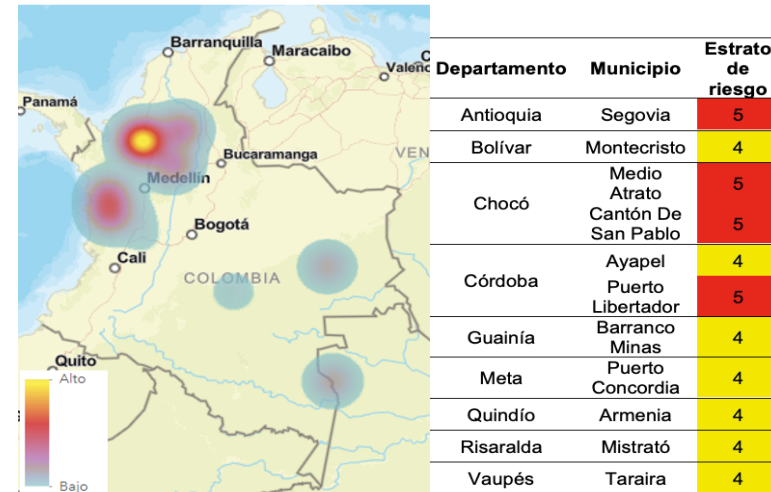 Barranquilla
Maracaibo
C
Valenc
Panamá
Bucaramanga
VEN
Medellín
Bogotá
Cali
COLOMBIA
Quito
Alto
Bajo
Departamento Municipio Estrato de riesgo
Antioquia Segovia 5
Bolívar Montecristo 4
Chocó Medio Atrato 5
Cantón De San Pablo 5
Córdoba Ayapel 4
Puerto Libertador 5
Guainía Barranco Minas 4
Meta Puerto Concordia 4
Quindío Armenia 4
Risaralda Mistrató 4
Vaupés Taraira 4